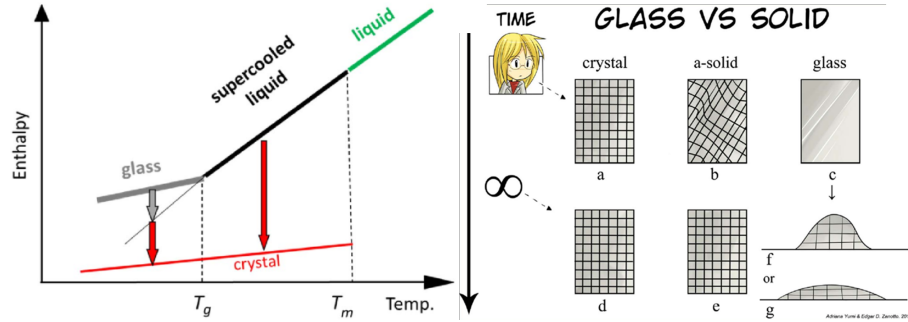 Enthalpy
glass
supercooled
liquid
liquid
crystal
Tg
Tm
Temp.
TIME
GLASS VS SOLID
crystal
a-solid
glass
a
b
c
∞
d
e
f
or
g
Adriana Yumi & Edgar D. Zanotto, 20